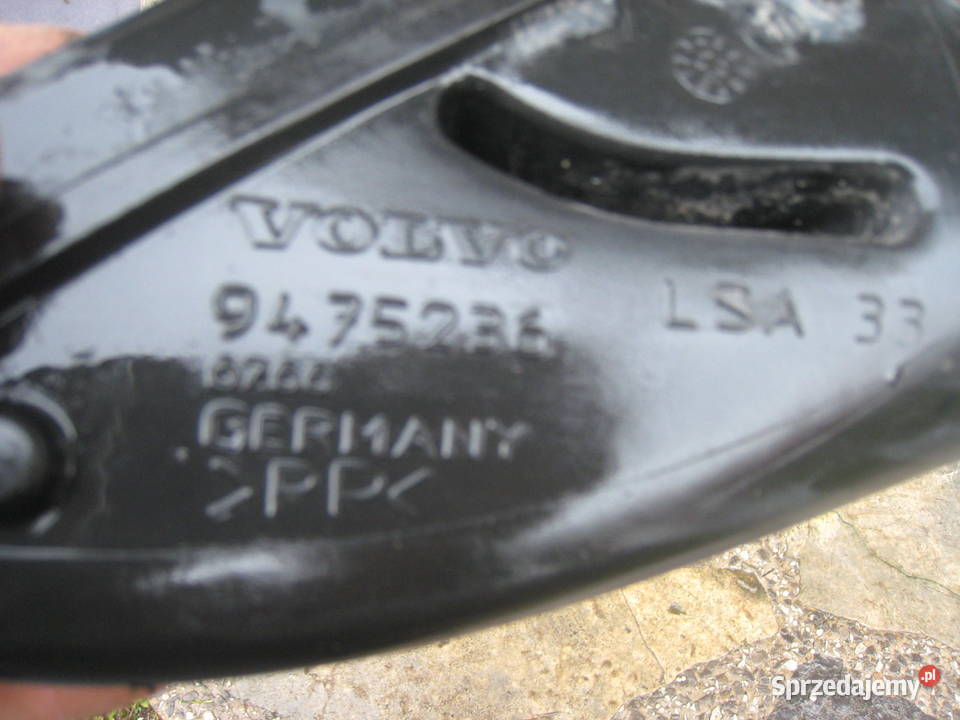 VOLVO
9475236
LSA 33
GERMANY
>PP<
Sprzedajemy.pl